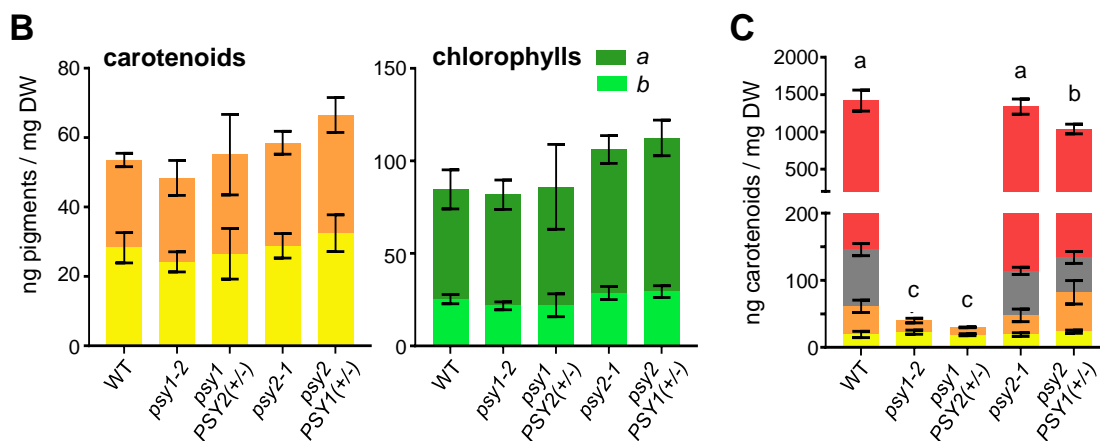 B
carotenoids
ng pigments / mg DW
80
60
40
20
0
WT
psy1-2
psy1
PSY2(+/-)
psy2-1
psy2
PSY1(+/-)
chlorophylls
a
b
150
100
50
0
WT
psy1-2
psy1
PSY2(+/-)
psy2-1
psy2
PSY1(+/-)
C
ng carotenoids / mg DW
2000
1500
1000
500
200
100
0
a
c
c
a
b
WT
psy1-2
psy1
PSY2(+/-)
psy2-1
psy2
PSY1(+/-)